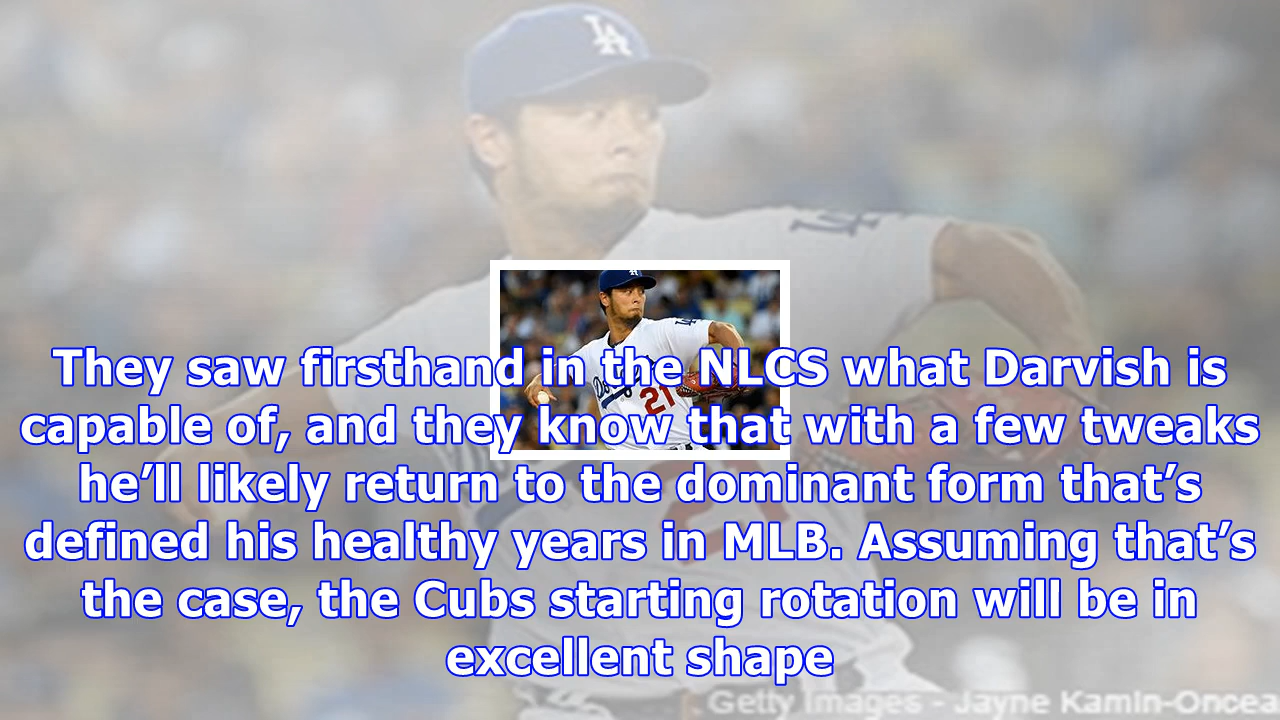 LA
They saw firsthand in the NLCS what Darvish is
capable of, and they know that with a few tweaks
he’ll likely return to the dominant form that’s
defined his healthy years in MLB. Assuming that’s
the case, the Cubs starting rotation will be in
excellent shape
21
Getty Images - Jayne Kamin-Oncea